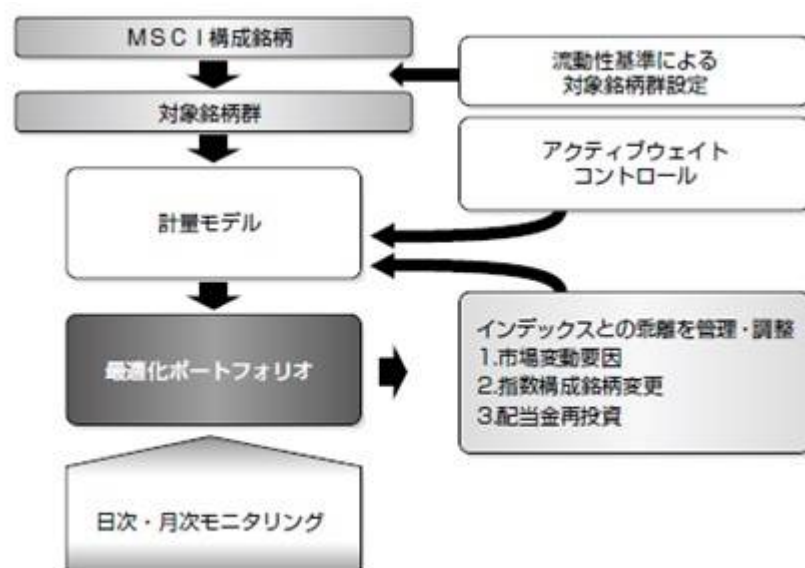 ＭＳＣＩ構成銘柄
流動性基準による
対象銘柄群設定
対象銘柄群
アクティブウェイト
コントロール
計量モデル
インデックスとの乖離を管理・調整
1.市場変動要因
2.指数構成銘柄変更
3.配当金再投資
最適化ポートフォリオ
日次・月次モニタリング